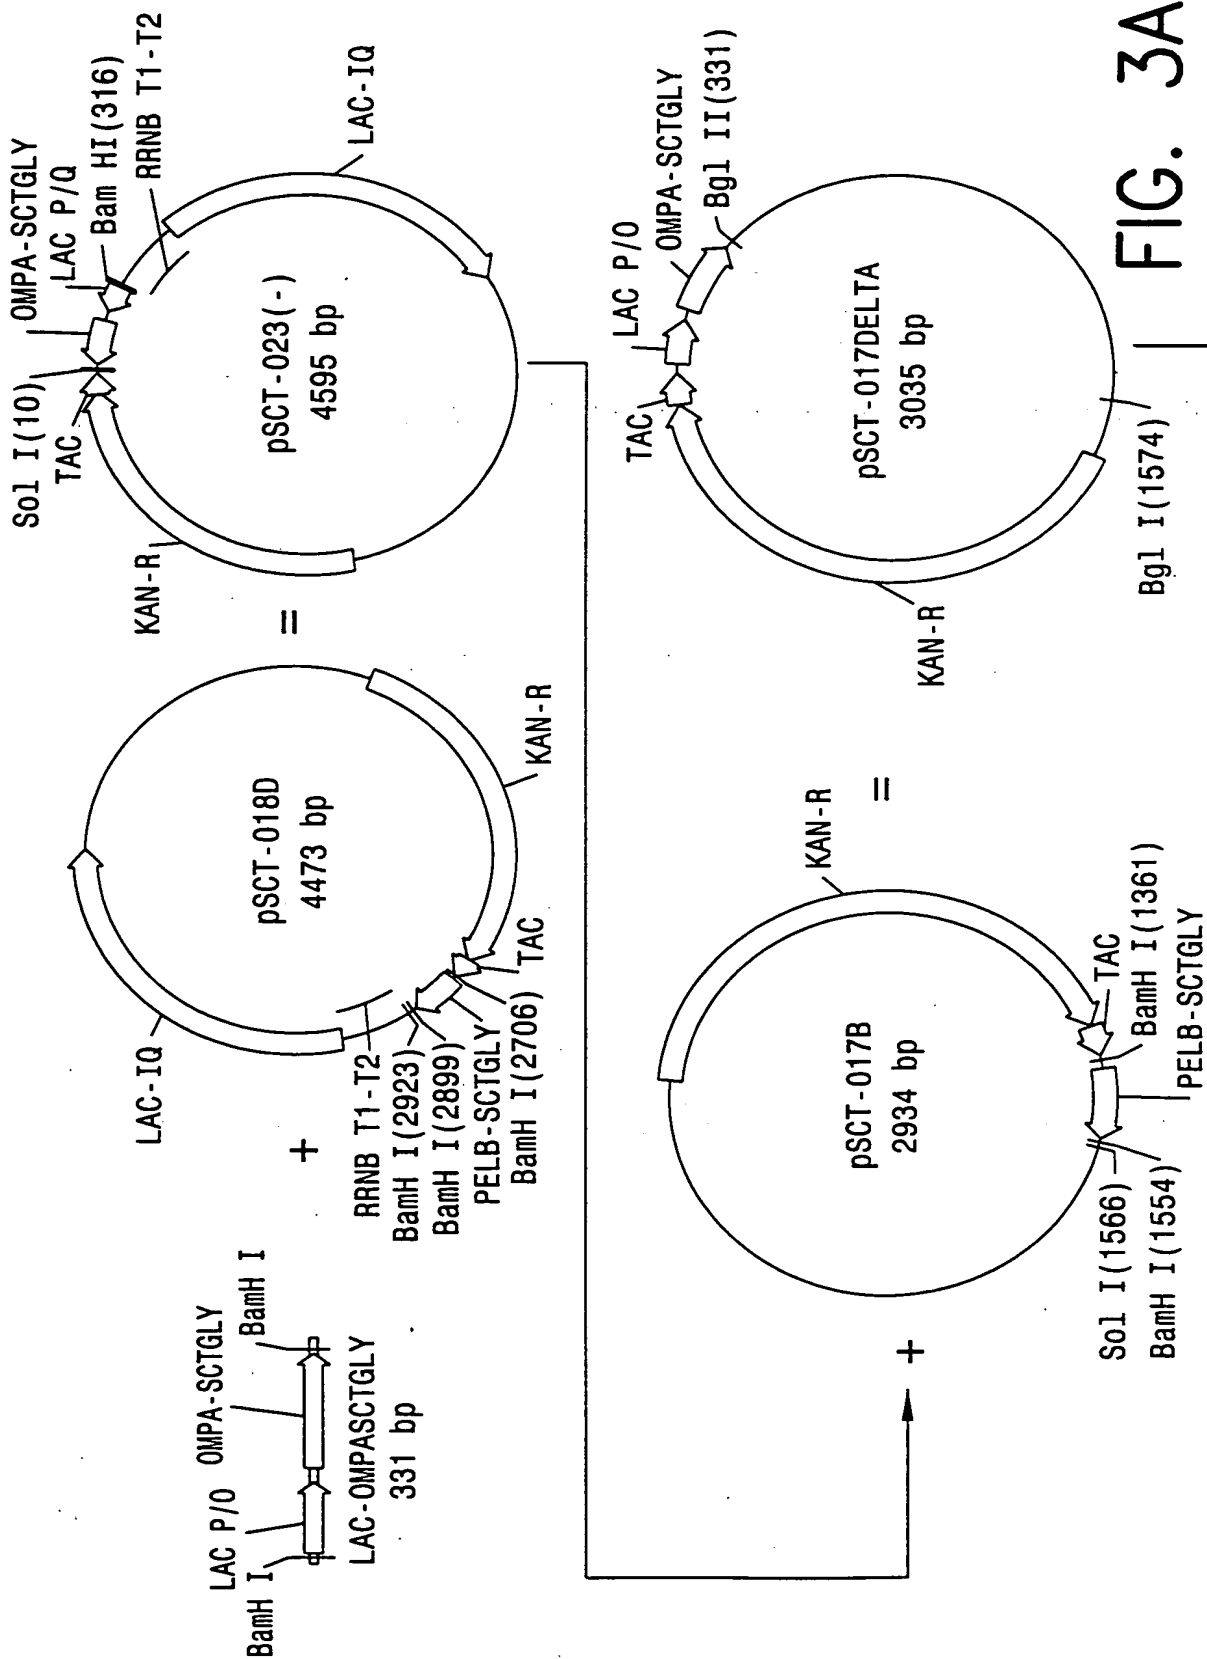 BamH I
LAC P/O
OMPA-SCTGLY
BamH I
LAC-OMPASCTGLY
331 bp
+
LAC-IQ
pSCT-018D
4473 bp
RRNB T1-T2
BamH I(2923)
BamH I(2899)
PELB-SCTGLY
BamH I(2706)
TAC
KAN-R
=
Sol I(10)
OMPA-SCTGLY
LAC P/Q
Bam HI(316)
RRNB T1-T2
TAC
KAN-R
LAC-IQ
pSCT-023(-)
4595 bp
+
KAN-R
pSCT-017B
2934 bp
Sol I(1566)
BamH I(1554)
TAC
BamH I(1361)
PELB-SCTGLY
=
TAC
LAC P/O
OMPA-SCTGLY
Bgl II(331)
pSCT-017DELTA
3035 bp
KAN-R
Bgl I(1574)
FIG. 3A